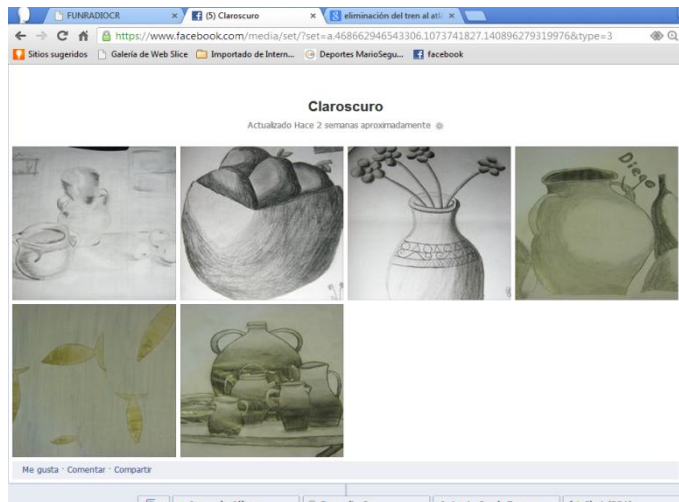 FUNRADIOCR
(5) Claroscuro
eliminación del tren al atl
https://www.facebook.com/media/set/?set=a.468662946543306.1073741827.140896279319976&type=3
Sitios sugeridos Galería de Web Slice Importado de Intern... Deportes MarioSegu... facebook
Claroscuro
Actualizado Hace 2 semanas aproximadamente
Diego
Me gusta · Comentar · Compartir